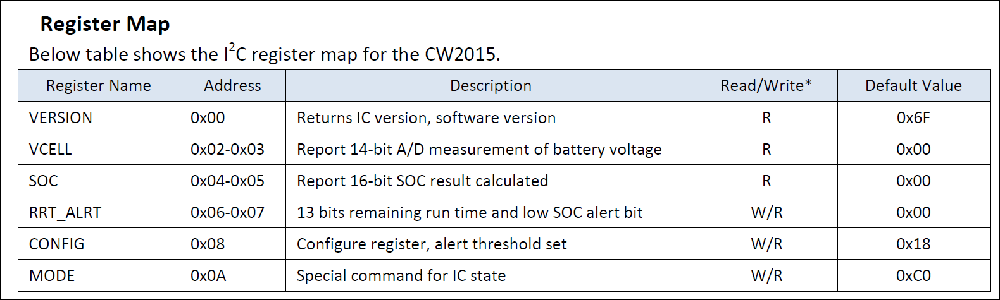 Register Map
Below table shows the I2C register map for the CW2015.
Register Name Address Description Read/Write* Default Value
VERSION 0x00 Returns IC version, software version R 0x6F
VCELL 0x02-0x03 Report 14-bit A/D measurement of battery voltage R 0x00
SOC 0x04-0x05 Report 16-bit SOC result calculated R 0x00
RRT_ALRT 0x06-0x07 13 bits remaining run time and low SOC alert bit W/R 0x00
CONFIG 0x08 Configure register, alert threshold set W/R 0x18
MODE 0x0A Special command for IC state W/R 0xC0